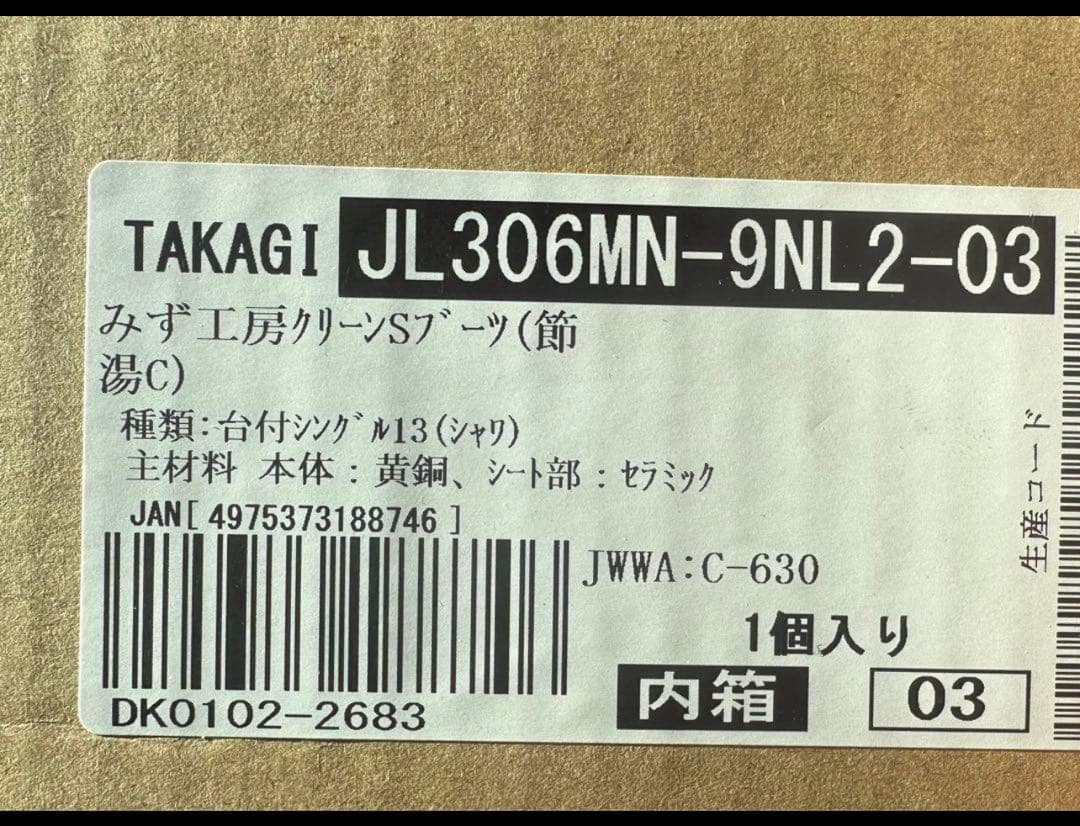 TAKAGI JL306MN-9NL2-03
みず工房クリーンSブーツ(節
湯C)
種類:台付シングル13(シャワ)
主材料 本体:黄銅、シート部:セラミック
JAN[ 4975373188746 ]
JWWA:C-630
1個入り
内箱 03
DK0102-2683
生産コード